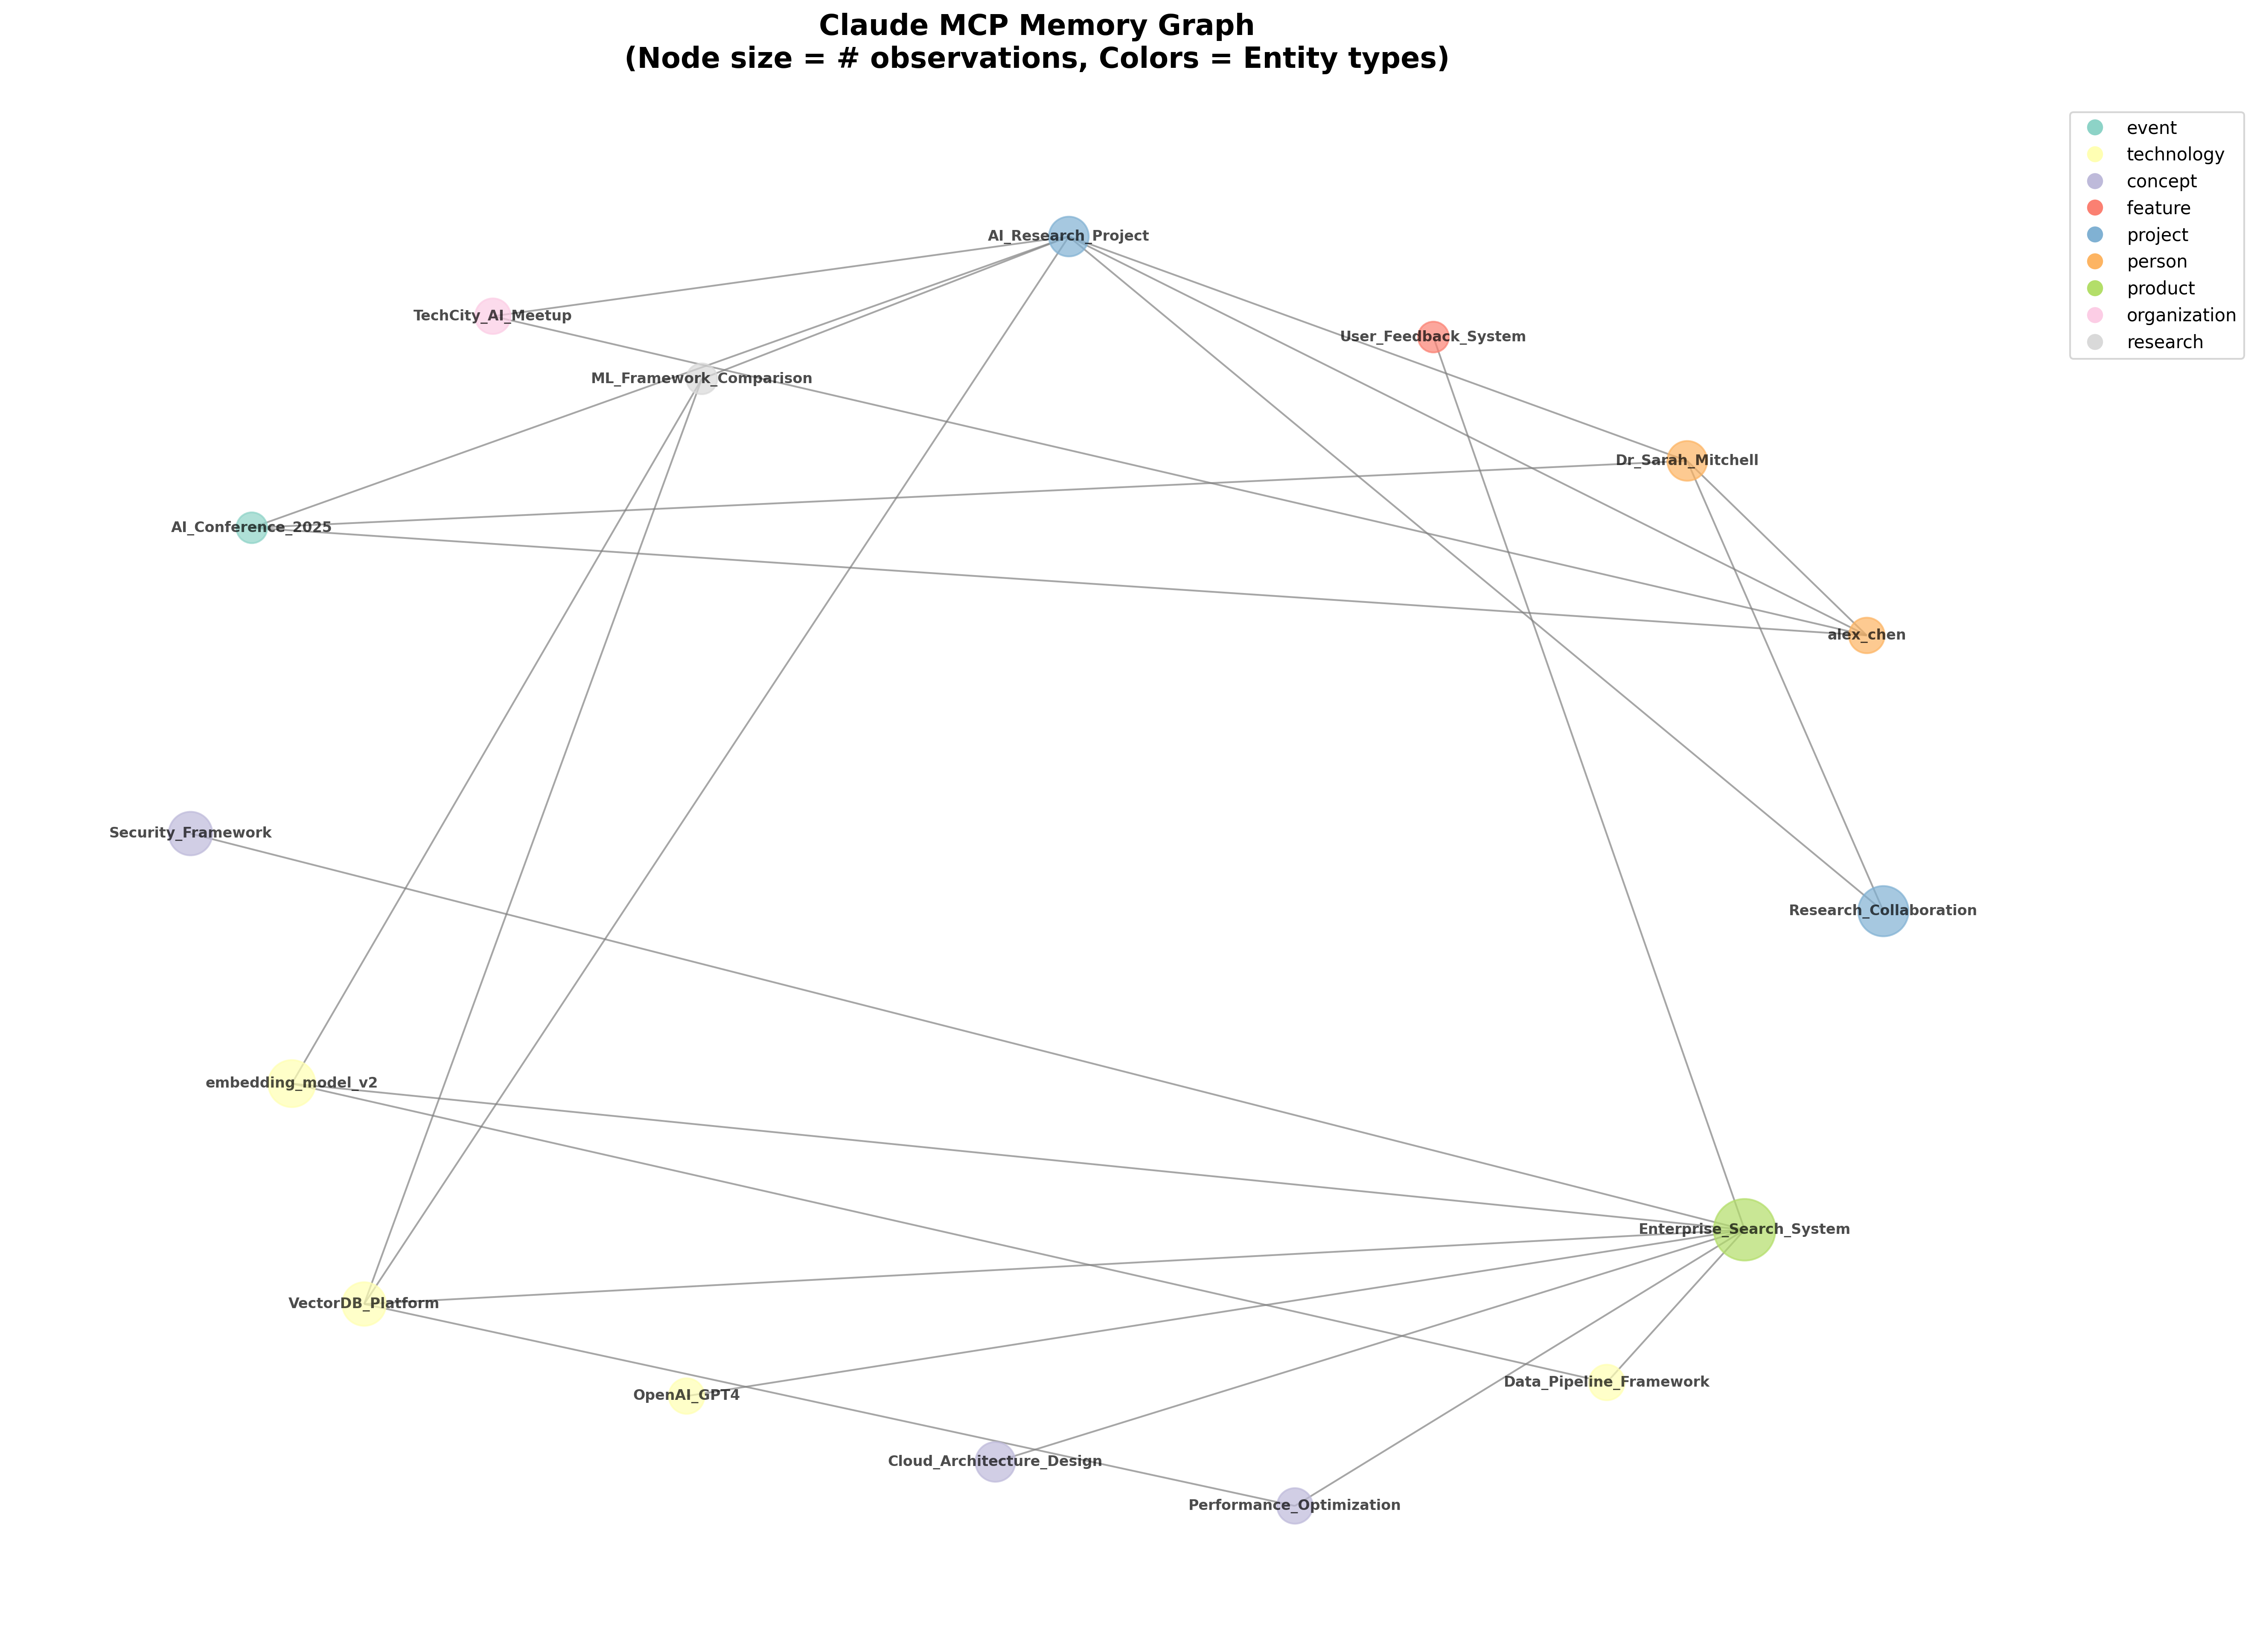 Claude MCP Memory Graph
(Node size = # observations, Colors = Entity types)
event
technology
concept
feature
project
person
product
organization
research
AI_Research_Project
TechCity_AI_Meetup
User_Feedback_System
ML_Framework_Comparison
Dr_Sarah_Mitchell
AI_Conference_2025
alex_chen
Security_Framework
Research_Collaboration
embedding_model_v2
Enterprise_Search_System
VectorDB_Platform
Data_Pipeline_Framework
OpenAI_GPT4
Cloud_Architecture_Design
Performance_Optimization